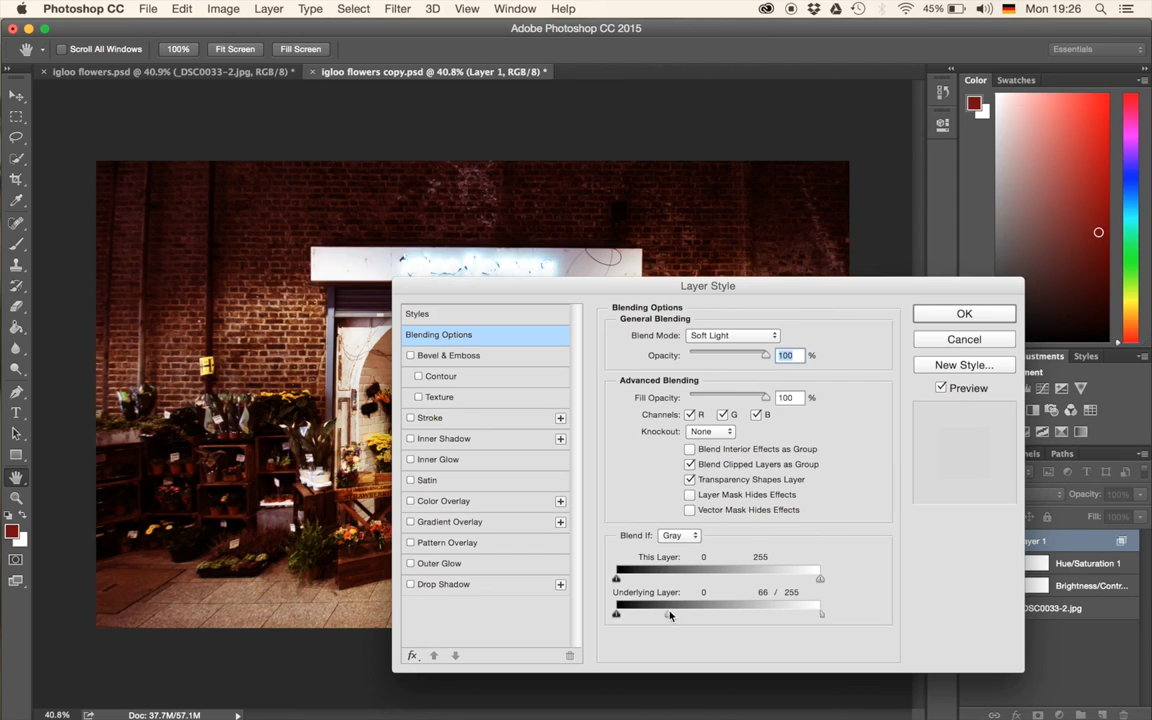 Photoshop CC File Edit Image Layer Type Select Filter 3D View Window Help 45% Mon 19:26
Adobe Photoshop CC 2015
Scroll All Windows 100% Fit Screen Fill Screen Essentials
igloo flowers.psd @ 40.9% (_DSC0033-2.jpg, RGB/8) * igloo flowers copy.psd @ 40.8% (Layer 1, RGB/8) *
Color Swatches
Layer Style
Styles
Blending Options
Bevel & Emboss
Contour
Texture
Stroke
Inner Shadow
Inner Glow
Satin
Color Overlay
Gradient Overlay
Pattern Overlay
Outer Glow
Drop Shadow
fx
Blending Options
General Blending
Blend Mode: Soft Light
Opacity: 100 %
Advanced Blending
Fill Opacity: 100 %
Channels: R G B
Knockout: None
Blend Interior Effects as Group
Blend Clipped Layers as Group
Transparency Shapes Layer
Layer Mask Hides Effects
Vector Mask Hides Effects
Blend If: Gray
This Layer: 0 255
Underlying Layer: 0 66 / 255
OK
Cancel
New Style...
Preview
ustments Styles
ment
nels Paths
Opacity: 100%
Fill: 100%
ayer 1
Hue/Saturation 1
Brightness/Contr...
DSC0033-2.jpg
40.8% Doc: 37.7M/57.1M
fx